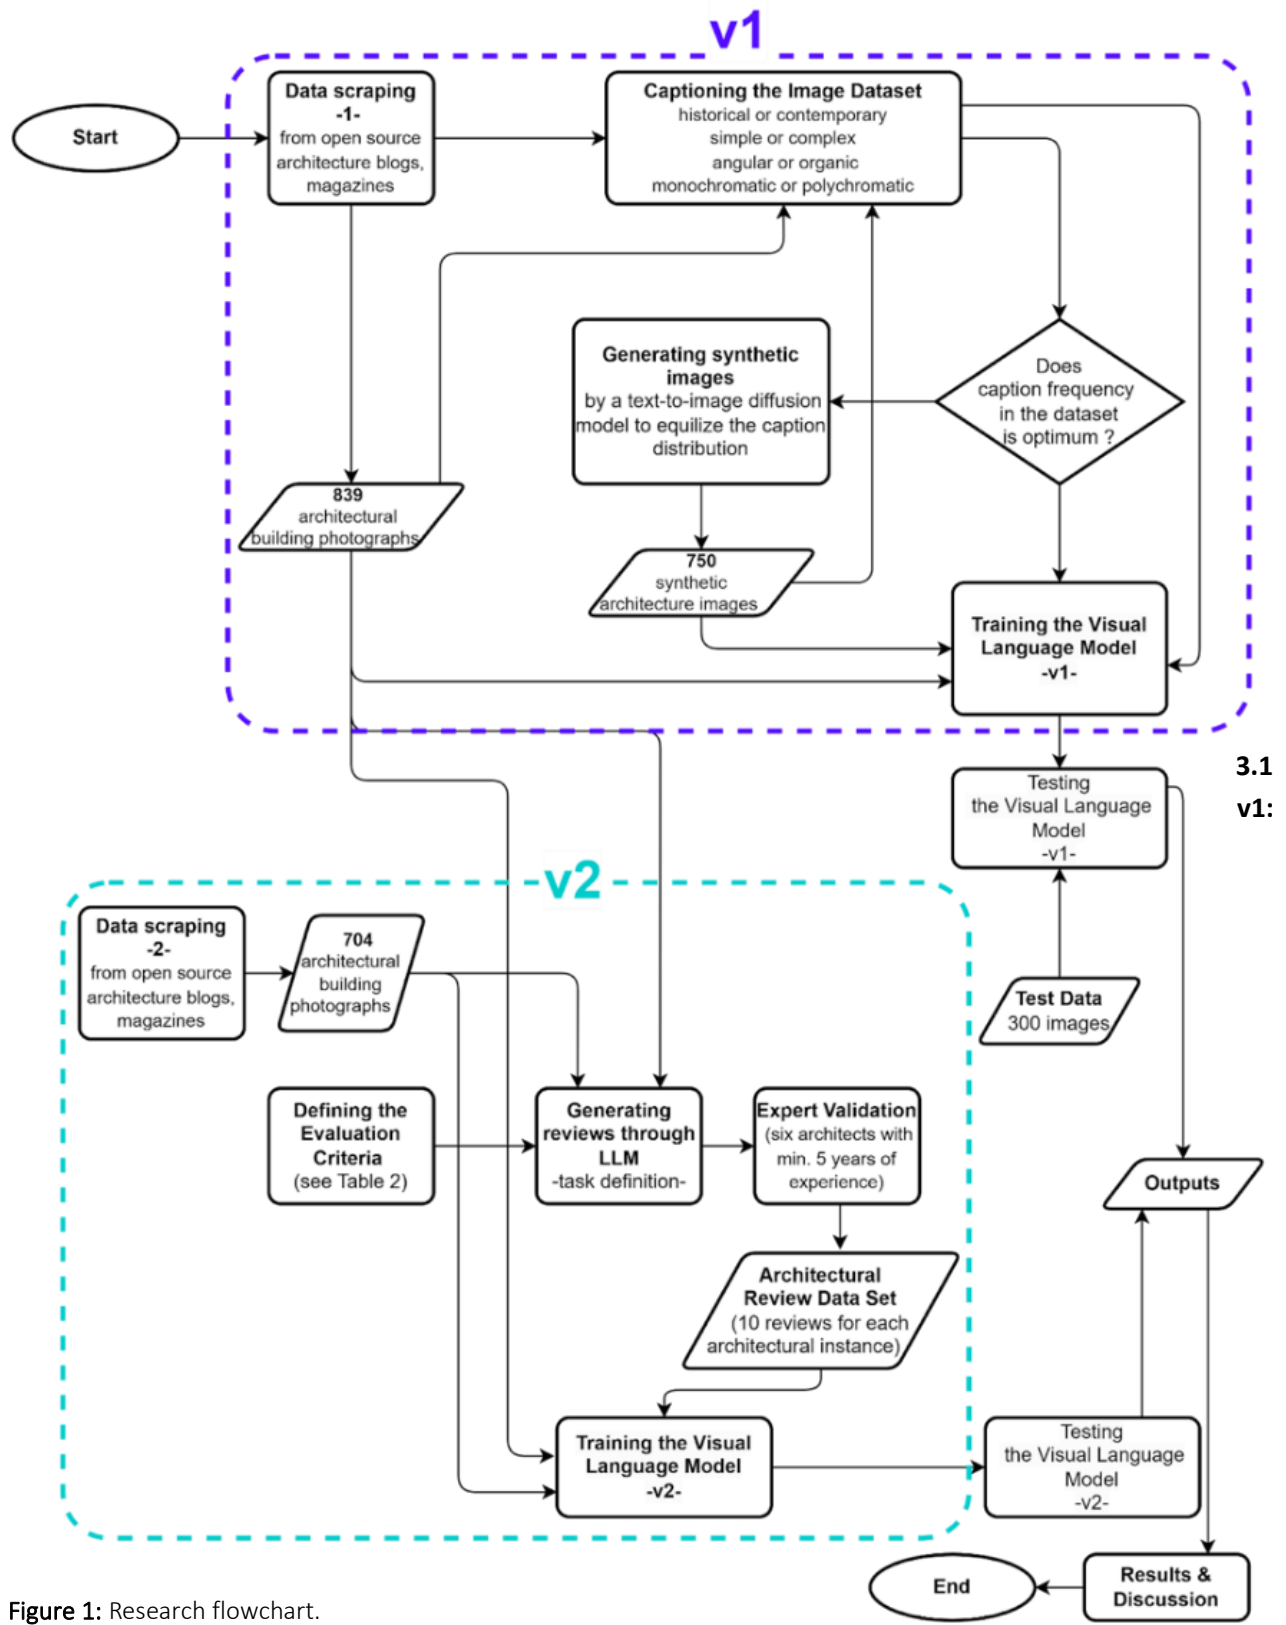 v1
Start
Data scraping
-1-
from open source
architecture blogs,
magazines
Captioning the Image Dataset
historical or contemporary
simple or complex
angular or organic
monochromatic or polychromatic
Generating synthetic
images
by a text-to-image diffusion
model to equilize the caption
distribution
Does
caption frequency
in the dataset
is optimum ?
839
architectural
building photographs
750
synthetic
architecture images
Training the Visual
Language Model
-v1-
3.1
v1:
Testing
the Visual Language
Model
-v1-
v2
Data scraping
-2-
from open source
architecture blogs,
magazines
704
architectural
building
photographs
Test Data
300 images
Defining the
Evaluation
Criteria
(see Table 2)
Generating
reviews through
LLM
-task definition-
Expert Validation
(six architects with
min. 5 years of
experience)
Outputs
Architectural
Review Data Set
(10 reviews for each
architectural instance)
Training the Visual
Language Model
-v2-
Testing
the Visual Language
Model
-v2-
End
Results &
Discussion
Figure 1: Research flowchart.